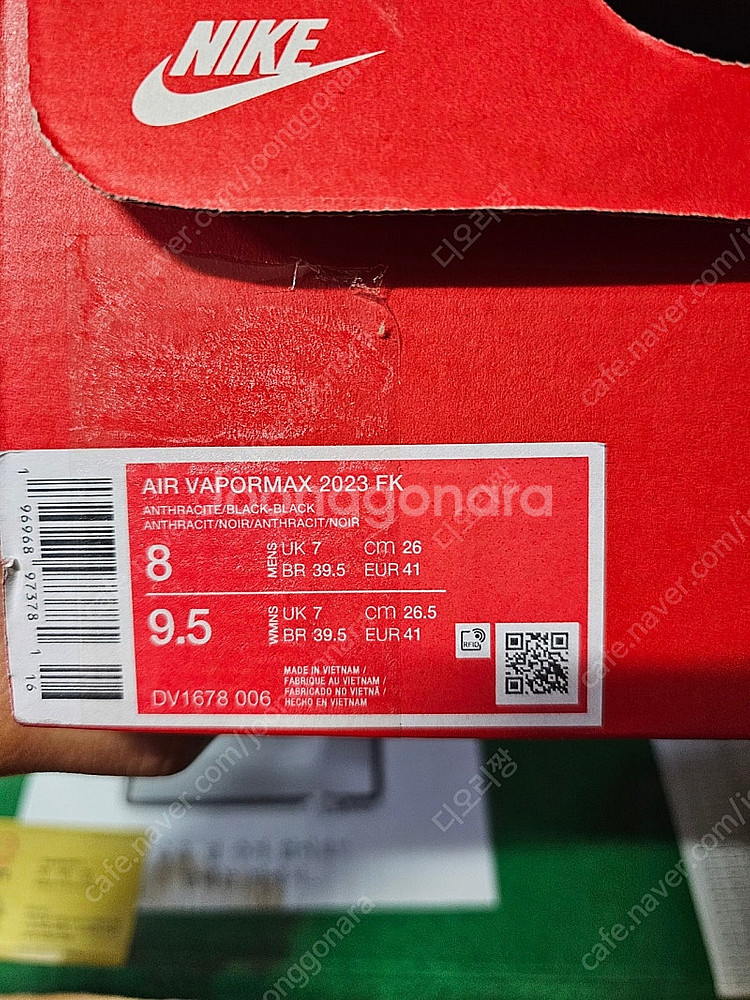 NIKE
AIR VAPORMAX 2023 FK
ANTHRACITE/BLACK-BLACK
ANTHRACIT/NOIR/ANTHRACIT/NOIR
8 MENS UK 7 cm 26
BR 39.5 EUR 41
9.5 WMNS UK 7 cm 26.5
BR 39.5 EUR 41
MADE IN VIETNAM /
FABRIQUE AU VIETNAM /
FABRICADO NO VIETNÃ /
HECHO EN VIETNAM
DV1678 006
RFID
1 96968 97378 1 16
Joonggonara
cafe.naver.com/joonggonara
디오리쩡